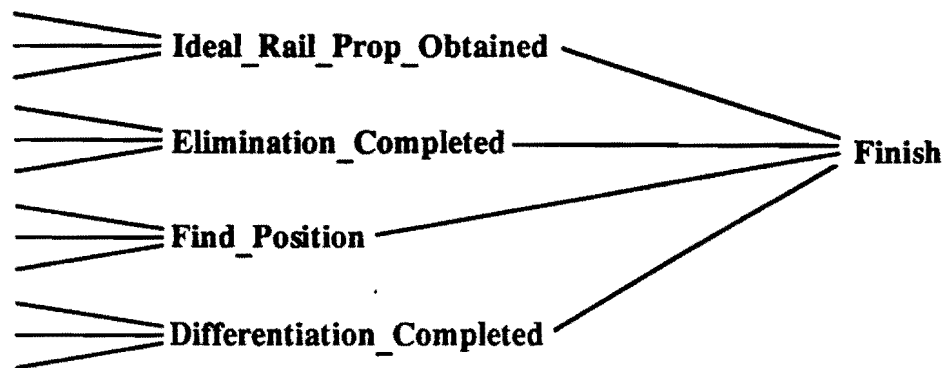 Ideal_Rail_Prop_Obtained
Elimination_Completed
Finish
Find_Position
Differentiation_Completed